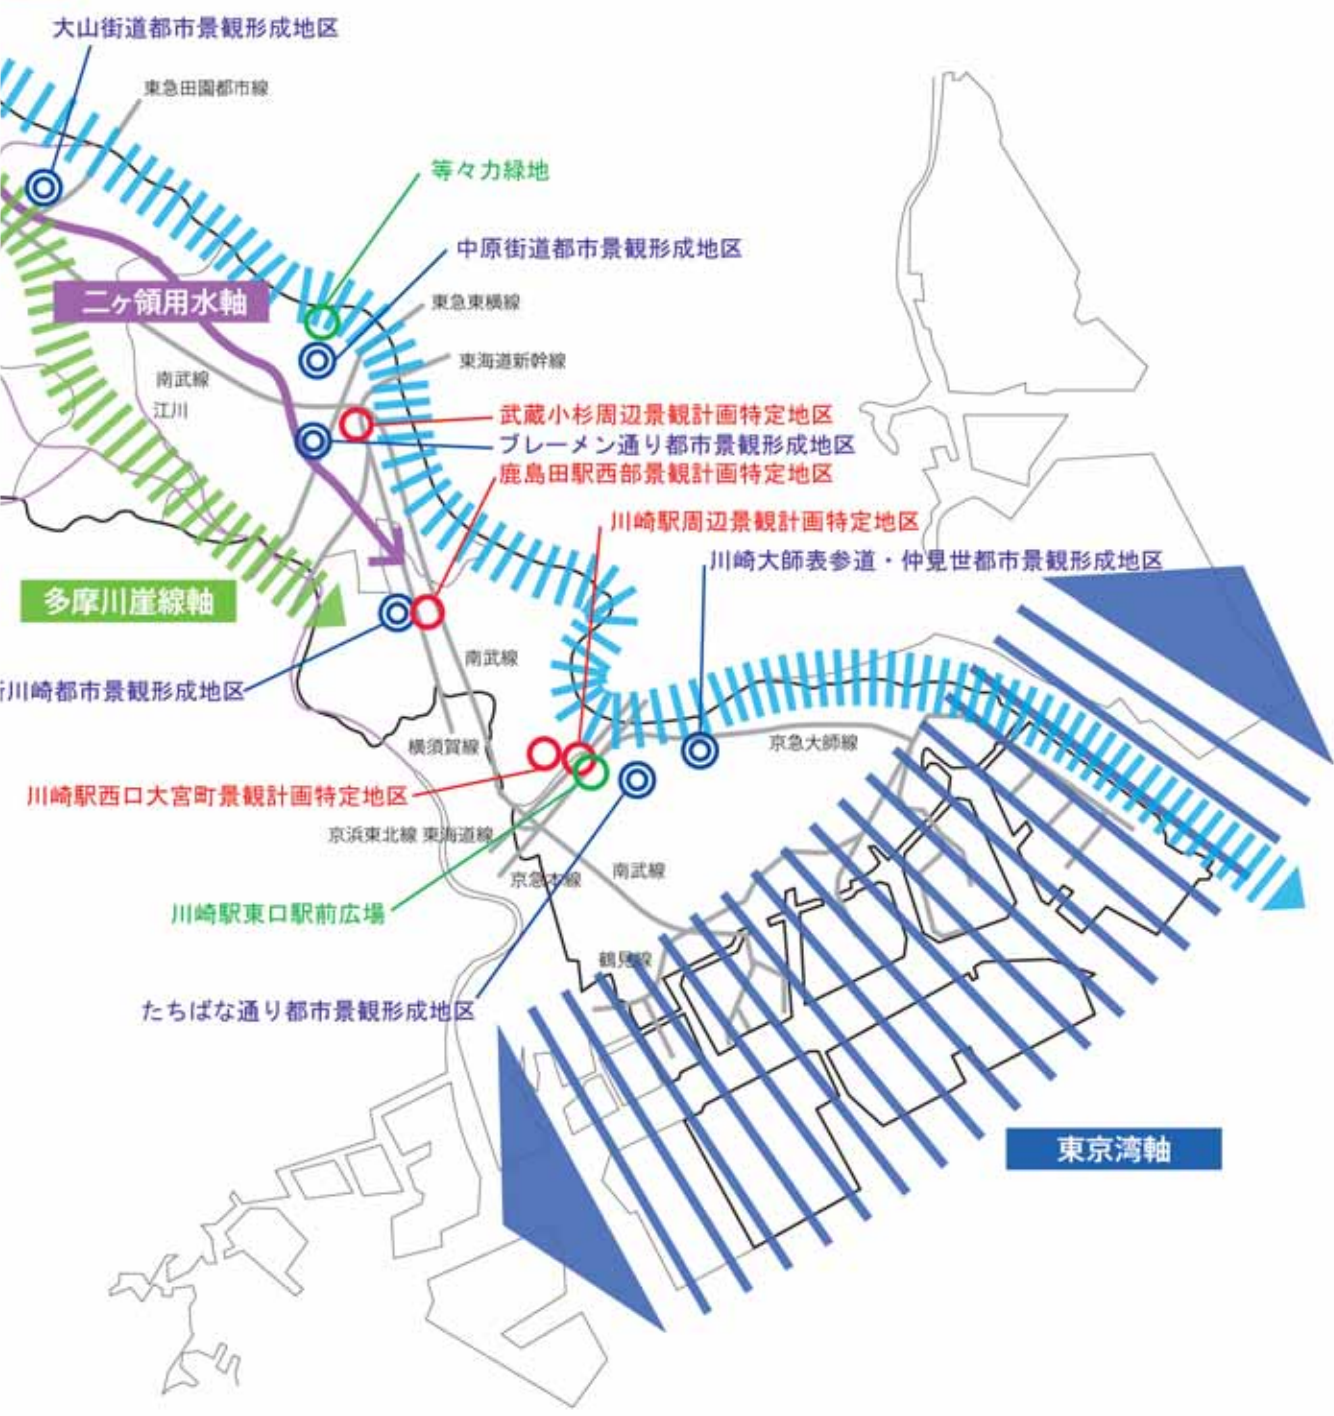 大山街道都市景観形成地区
東急田園都市線
等々力緑地
中原街道都市景観形成地区
二ヶ領用水軸
東急東横線
東海道新幹線
南武線
江川
武蔵小杉周辺景観計画特定地区
ブレーメン通り都市景観形成地区
鹿島田駅西部景観計画特定地区
川崎駅周辺景観計画特定地区
川崎大師表参道・仲見世都市景観形成地区
多摩川崖線軸
南武線
川崎都市景観形成地区
横須賀線
京急大師線
川崎駅西口大宮町景観計画特定地区
京浜東北線 東海道線
南武線
京急本線
川崎駅東口駅前広場
鶴見線
たちばな通り都市景観形成地区
東京湾軸